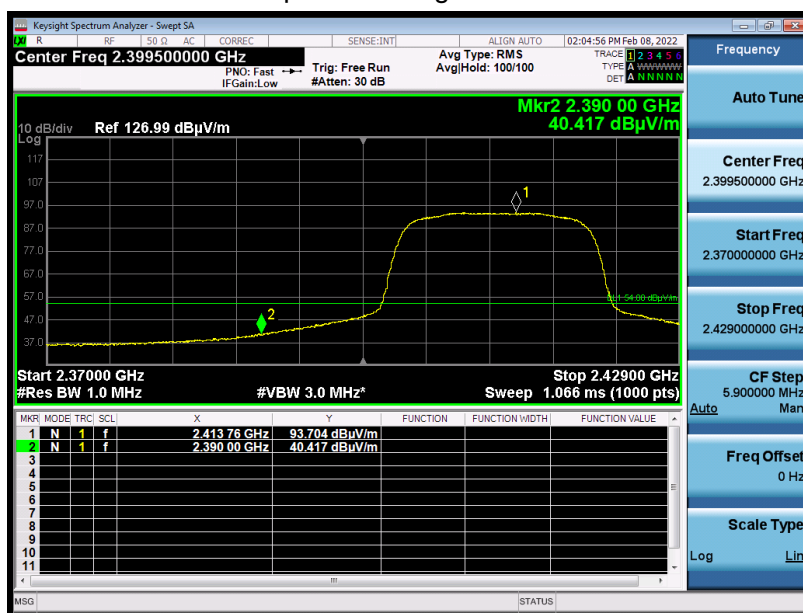 Keysight Spectrum Analyzer - Swept SA
LXI R RF 50 Ω AC CORREC SENSE:INT ALIGN AUTO 02:04:56 PM Feb 08, 2022
Center Freq 2.399500000 GHz
PNO: Fast
IFGain:Low
Trig: Free Run
#Atten: 30 dB
Avg Type: RMS
Avg|Hold: 100/100
TRACE 1 2 3 4 5 6
TYPE A WWWWW
DET A N N N N N
Mkr2 2.390 00 GHz
40.417 dBµV/m
10 dB/div Ref 126.99 dBµV/m
Log
117
107
97.0
87.0
77.0
67.0
57.0
47.0
37.0
1
2
DL1 54.00 dBµV/m
Start 2.37000 GHz Stop 2.42900 GHz
#Res BW 1.0 MHz #VBW 3.0 MHz* Sweep 1.066 ms (1000 pts)
MKR MODE TRC SCL X Y FUNCTION FUNCTION WIDTH FUNCTION VALUE
1 N 1 f 2.413 76 GHz 93.704 dBµV/m
2 N 1 f 2.390 00 GHz 40.417 dBµV/m
3
4
5
6
7
8
9
10
11
MSG STATUS
Frequency
Auto Tune
Center Freq
2.399500000 GHz
Start Freq
2.370000000 GHz
Stop Freq
2.429000000 GHz
CF Step
5.900000 MHz
Auto Man
Freq Offset
0 Hz
Scale Type
Log Lin